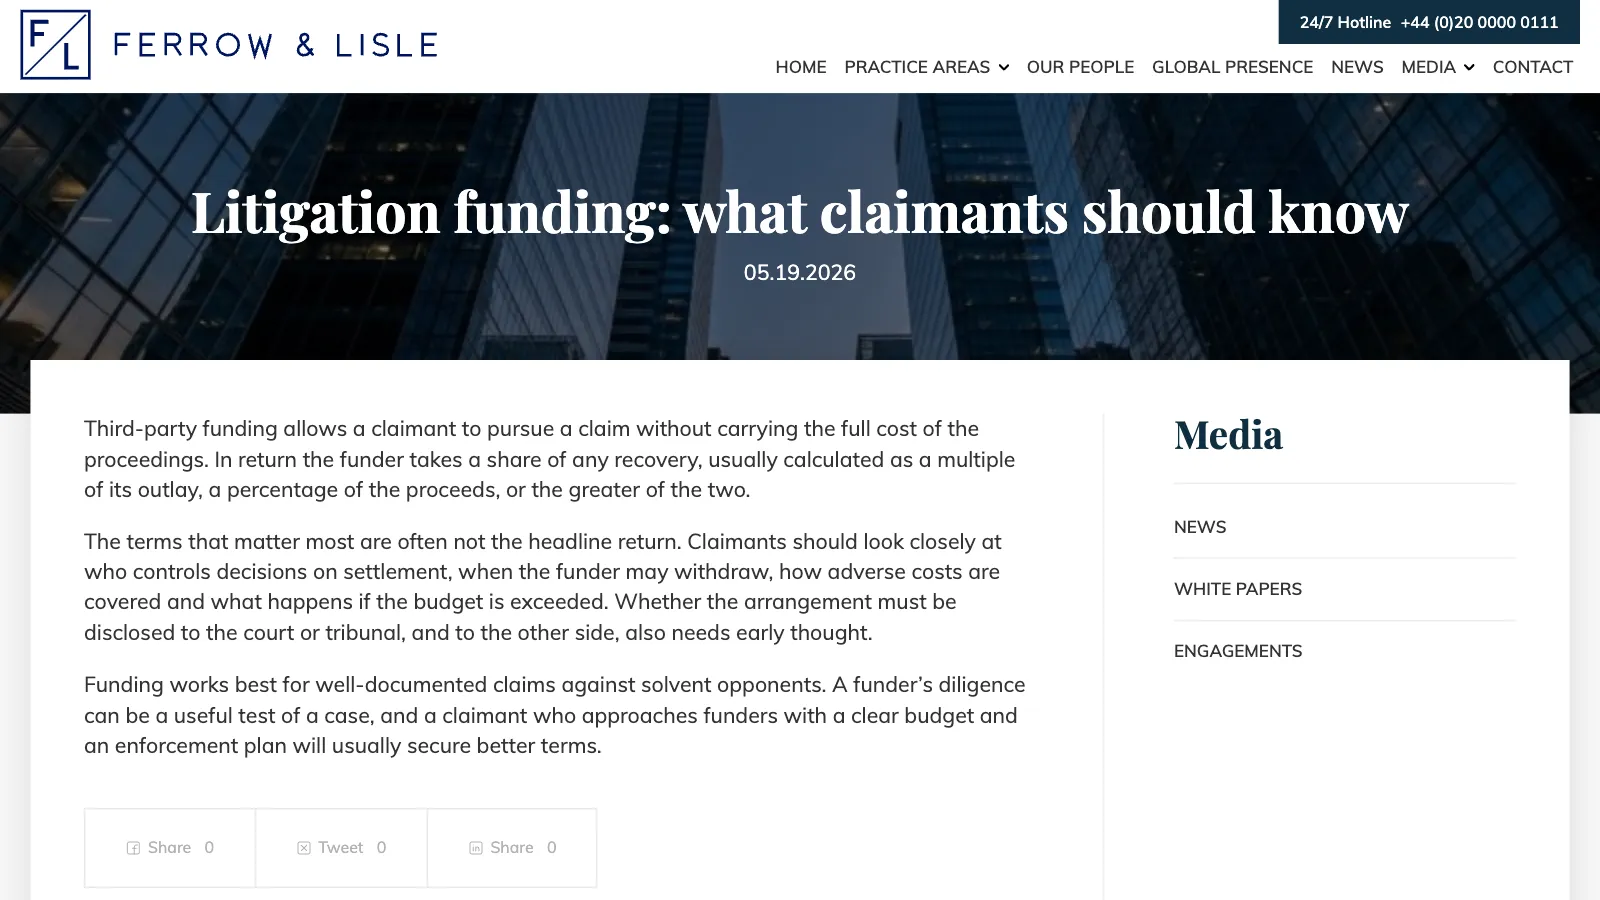 F L FERROW & LISLE
24/7 Hotline +44 (0)20 0000 0111
HOME PRACTICE AREAS OUR PEOPLE GLOBAL PRESENCE NEWS MEDIA CONTACT
Litigation funding: what claimants should know
05.19.2026
Third-party funding allows a claimant to pursue a claim without carrying the full cost of the
proceedings. In return the funder takes a share of any recovery, usually calculated as a multiple
of its outlay, a percentage of the proceeds, or the greater of the two.
The terms that matter most are often not the headline return. Claimants should look closely at
who controls decisions on settlement, when the funder may withdraw, how adverse costs are
covered and what happens if the budget is exceeded. Whether the arrangement must be
disclosed to the court or tribunal, and to the other side, also needs early thought.
Funding works best for well-documented claims against solvent opponents. A funder’s diligence
can be a useful test of a case, and a claimant who approaches funders with a clear budget and
an enforcement plan will usually secure better terms.
Share 0 Tweet 0 Share 0
Media
NEWS
WHITE PAPERS
ENGAGEMENTS